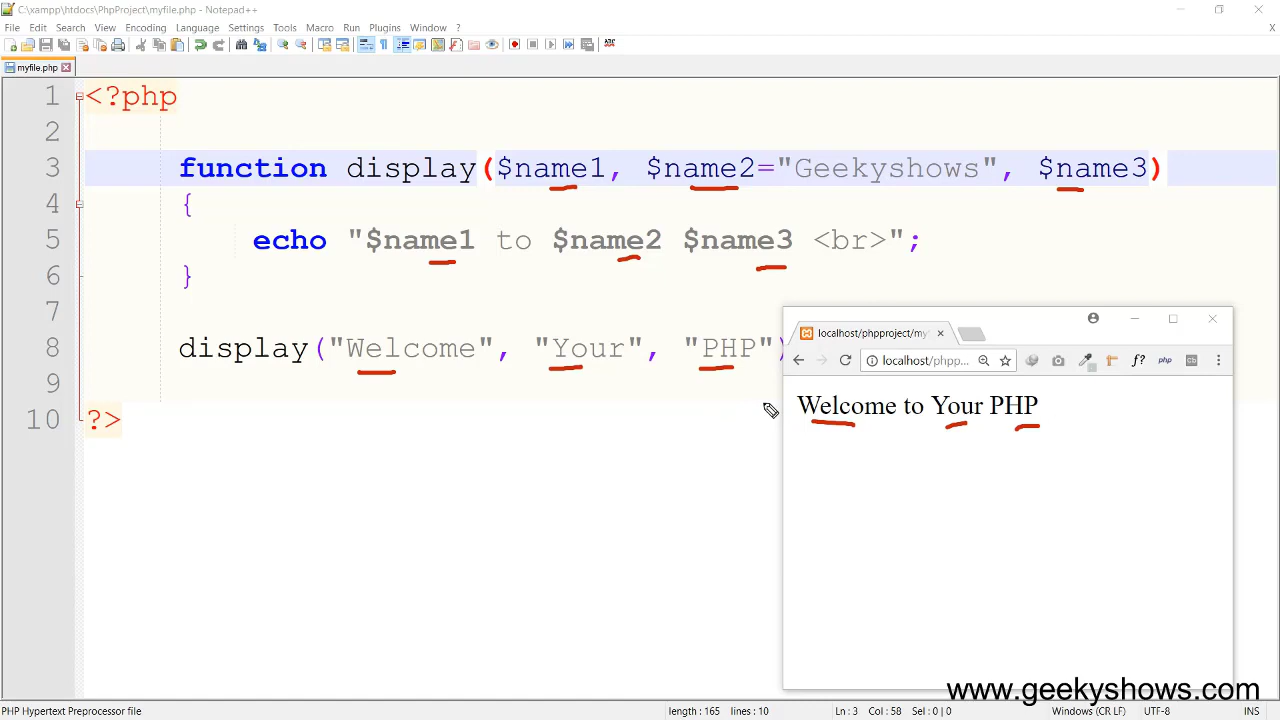 C:\xampp\htdocs\PhpProject\myfile.php - Notepad++
File Edit Search View Encoding Language Settings Tools Macro Run Plugins Window ?
myfile.php
1 <?php
2
3 function display($name1, $name2="Geekyshows", $name3)
4 {
5 echo "$name1 to $name2 $name3 <br>";
6 }
7
8 display("Welcome", "Your", "PHP")
9
10 ?>
localhost/phpproject/my
localhost/phpp...
Welcome to Your PHP
www.geekyshows.com
PHP Hypertext Preprocessor file length : 165 lines : 10 Ln : 3 Col : 58 Sel : 0 | 0 Windows (CR LF) UTF-8 INS